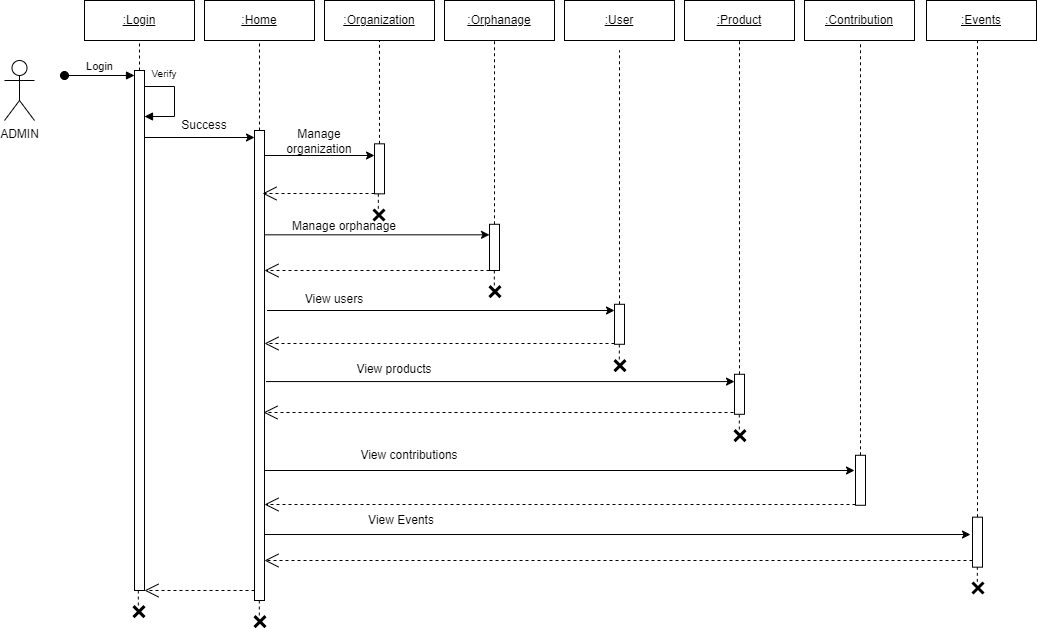 :Login
:Home
:Organization
:Orphanage
:User
:Product
:Contribution
:Events
Login
Verify
ADMIN
Success
Manage
organization
Manage orphanage
View users
View products
View contributions
View Events